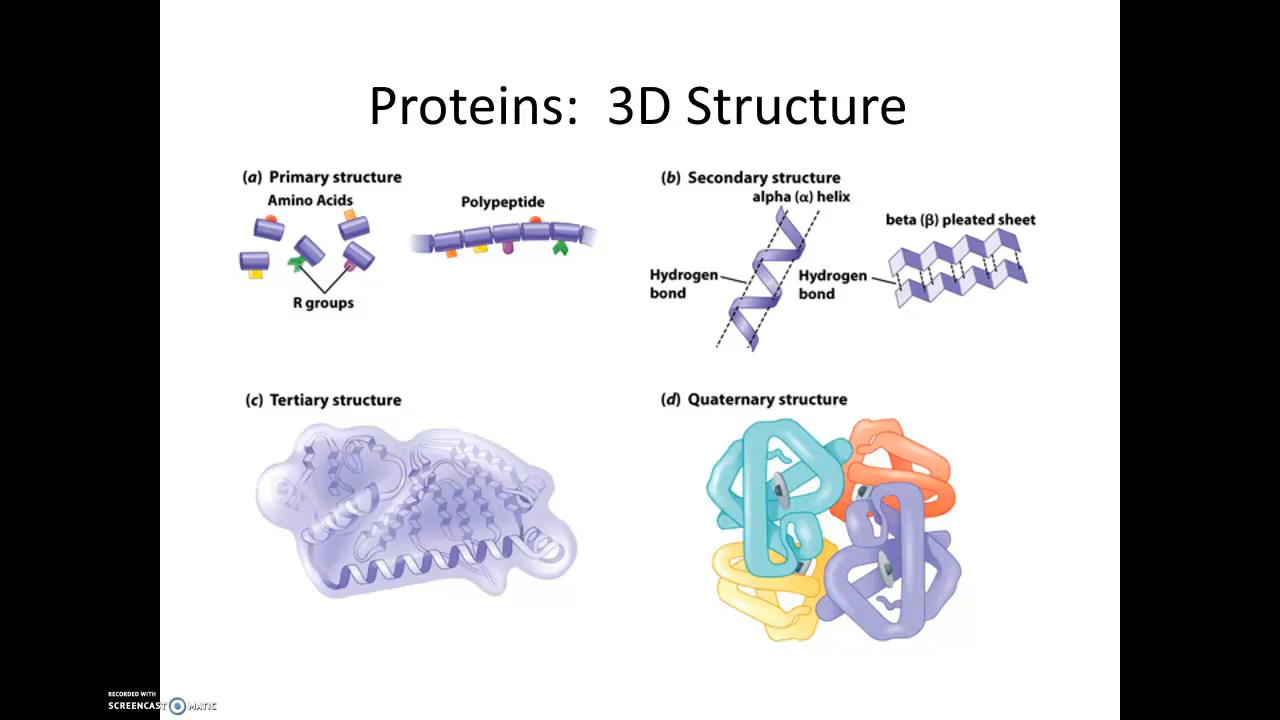 Proteins:  3D Structure
(a) Primary structure
Amino Acids
Polypeptide
R groups
(b) Secondary structure
alpha (α) helix
beta (β) pleated sheet
Hydrogen
bond
Hydrogen
bond
(c) Tertiary structure
(d) Quaternary structure
RECORDED WITH
SCREENCAST MATIC